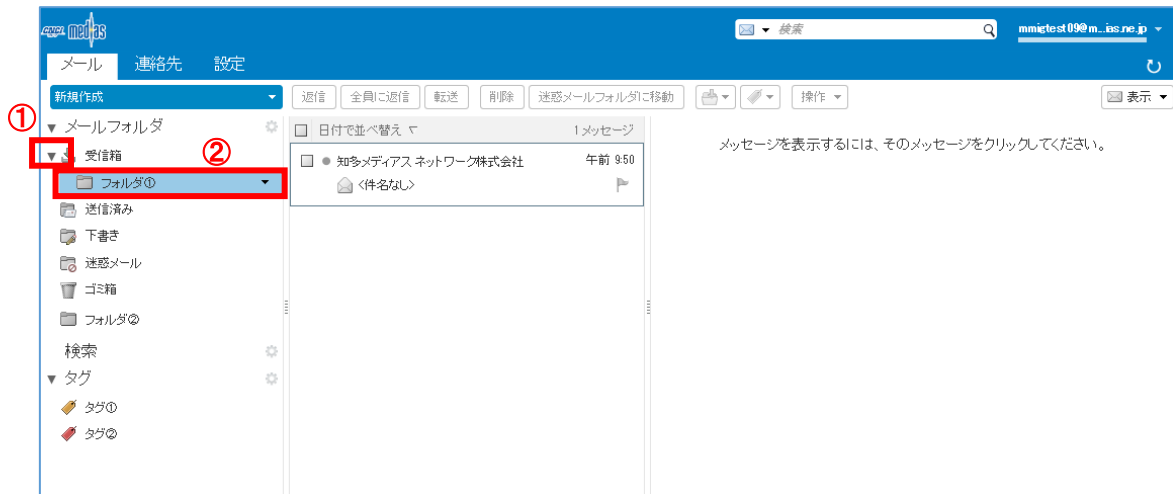 CNCI medias
検索
mmigtest09@m...ias.ne.jp
メール 連絡先 設定
新規作成
返信 全員に返信 転送 削除 迷惑メールフォルダに移動 操作 表示
①
メールフォルダ
②
受信箱
フォルダ①
送信済み
下書き
迷惑メール
ゴミ箱
フォルダ②
検索
タグ
タグ①
タグ②
日付で並べ替え 1メッセージ
知多メディアス ネットワーク株式会社 午前 9:50
<件名なし>
メッセージを表示するには、そのメッセージをクリックしてください。